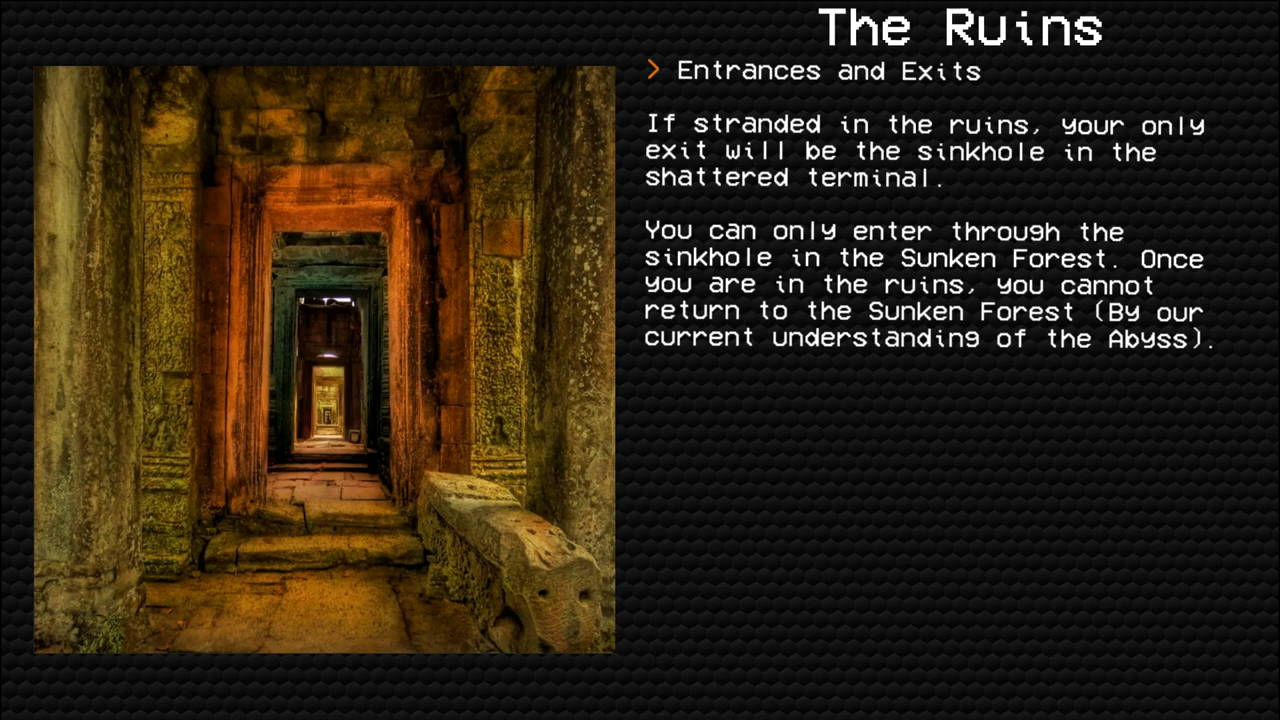 The Ruins
> Entrances and Exits
If stranded in the ruins, your only
exit will be the sinkhole in the
shattered terminal.
You can only enter through the
sinkhole in the Sunken Forest. Once
you are in the ruins, you cannot
return to the Sunken Forest (By our
current understanding of the Abyss).